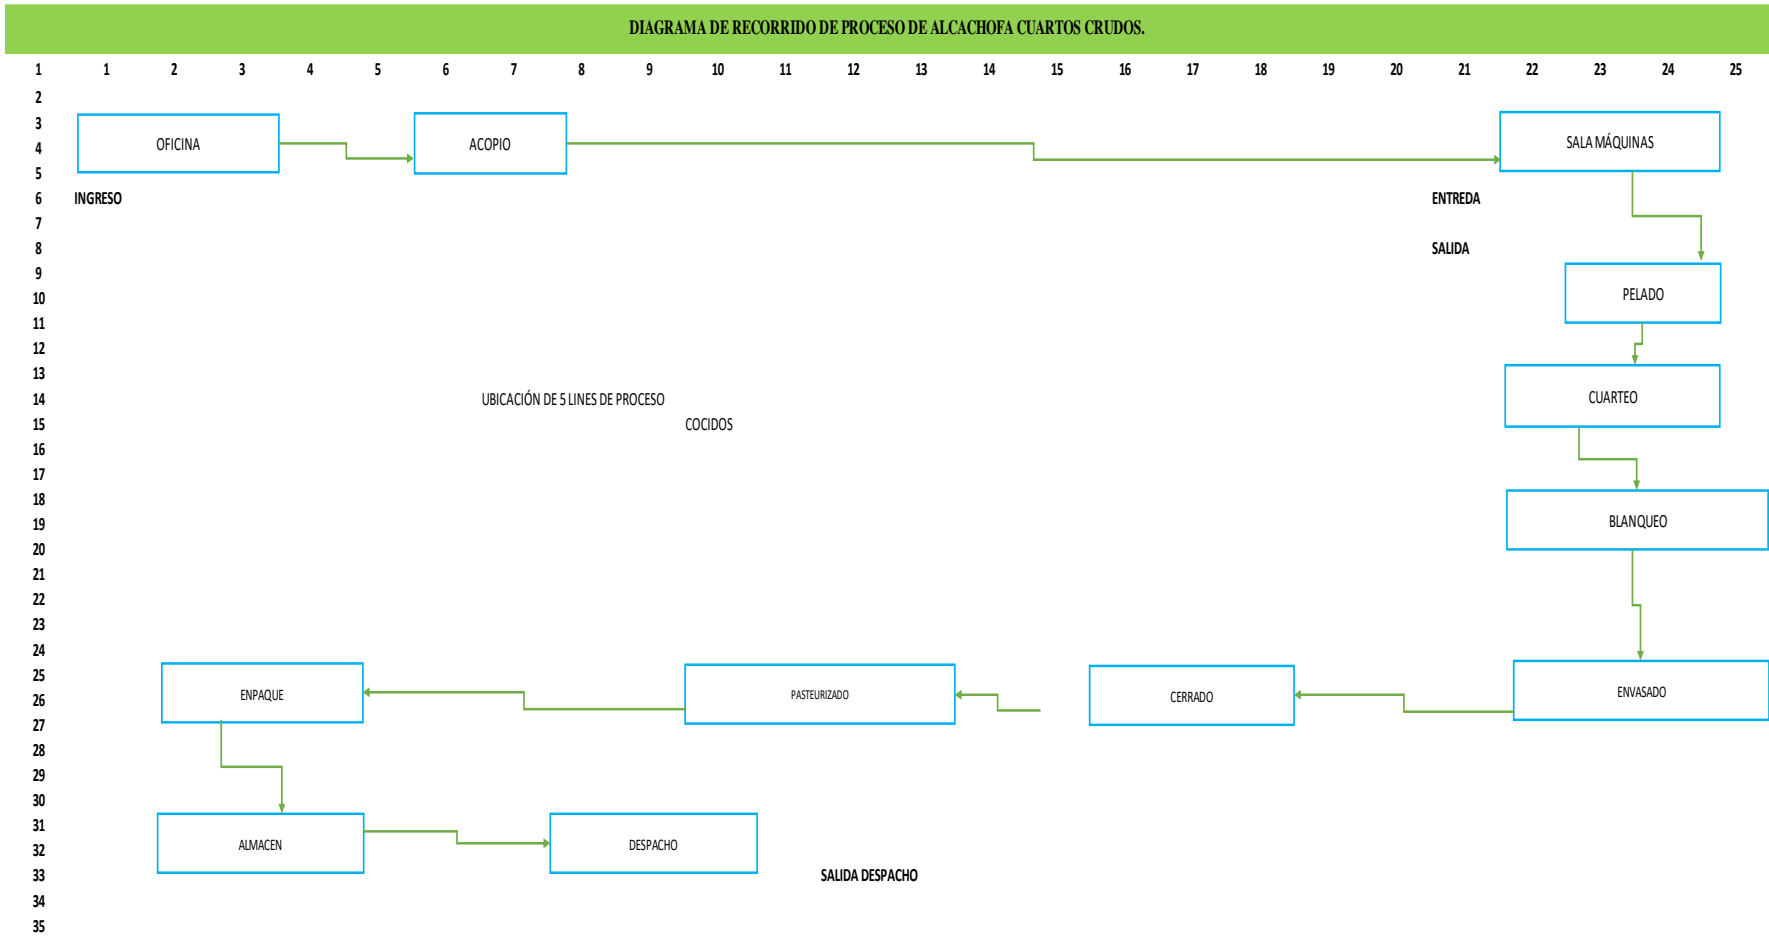 DIAGRAMA DE RECORRIDO DE PROCESO DE ALCACHOFA CUARTOS CRUDOS.
1 1 2 3 4 5 6 7 8 9 10 11 12 13 14 15 16 17 18 19 20 21 22 23 24 25
2
3
OFICINA ACOPIO SALA MÁQUINAS
4
5
6 INGRESO ENTREDA
7
8 SALIDA
9
10 PELADO
11
12
13
14 UBICACIÓN DE 5 LINES DE PROCESO CUARTEO
15 COCIDOS
16
17
18
19 BLANQUEO
20
21
22
23
24
25
26 ENPAQUE PASTEURIZADO CERRADO ENVASADO
27
28
29
30
31
32 ALMACEN DESPACHO
33 SALIDA DESPACHO
34
35